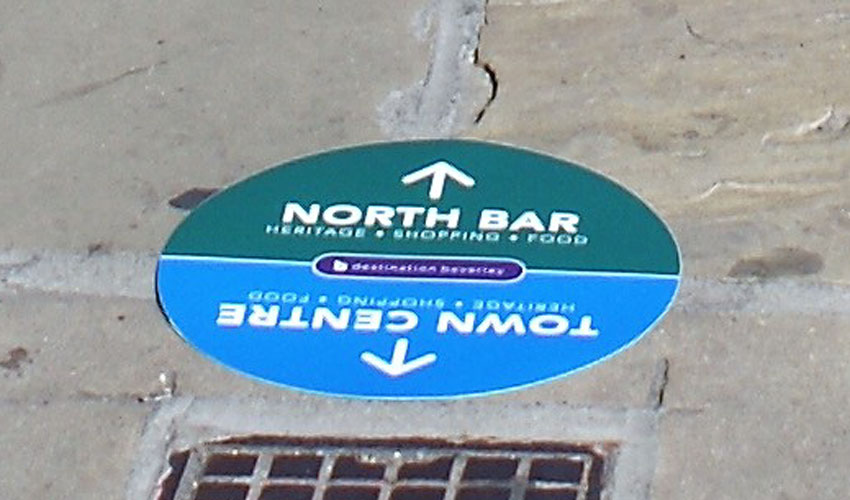 NORTH BAR
HERITAGE • SHOPPING • FOOD
destination beverley
TOWN CENTRE
HERITAGE • SHOPPING • FOOD